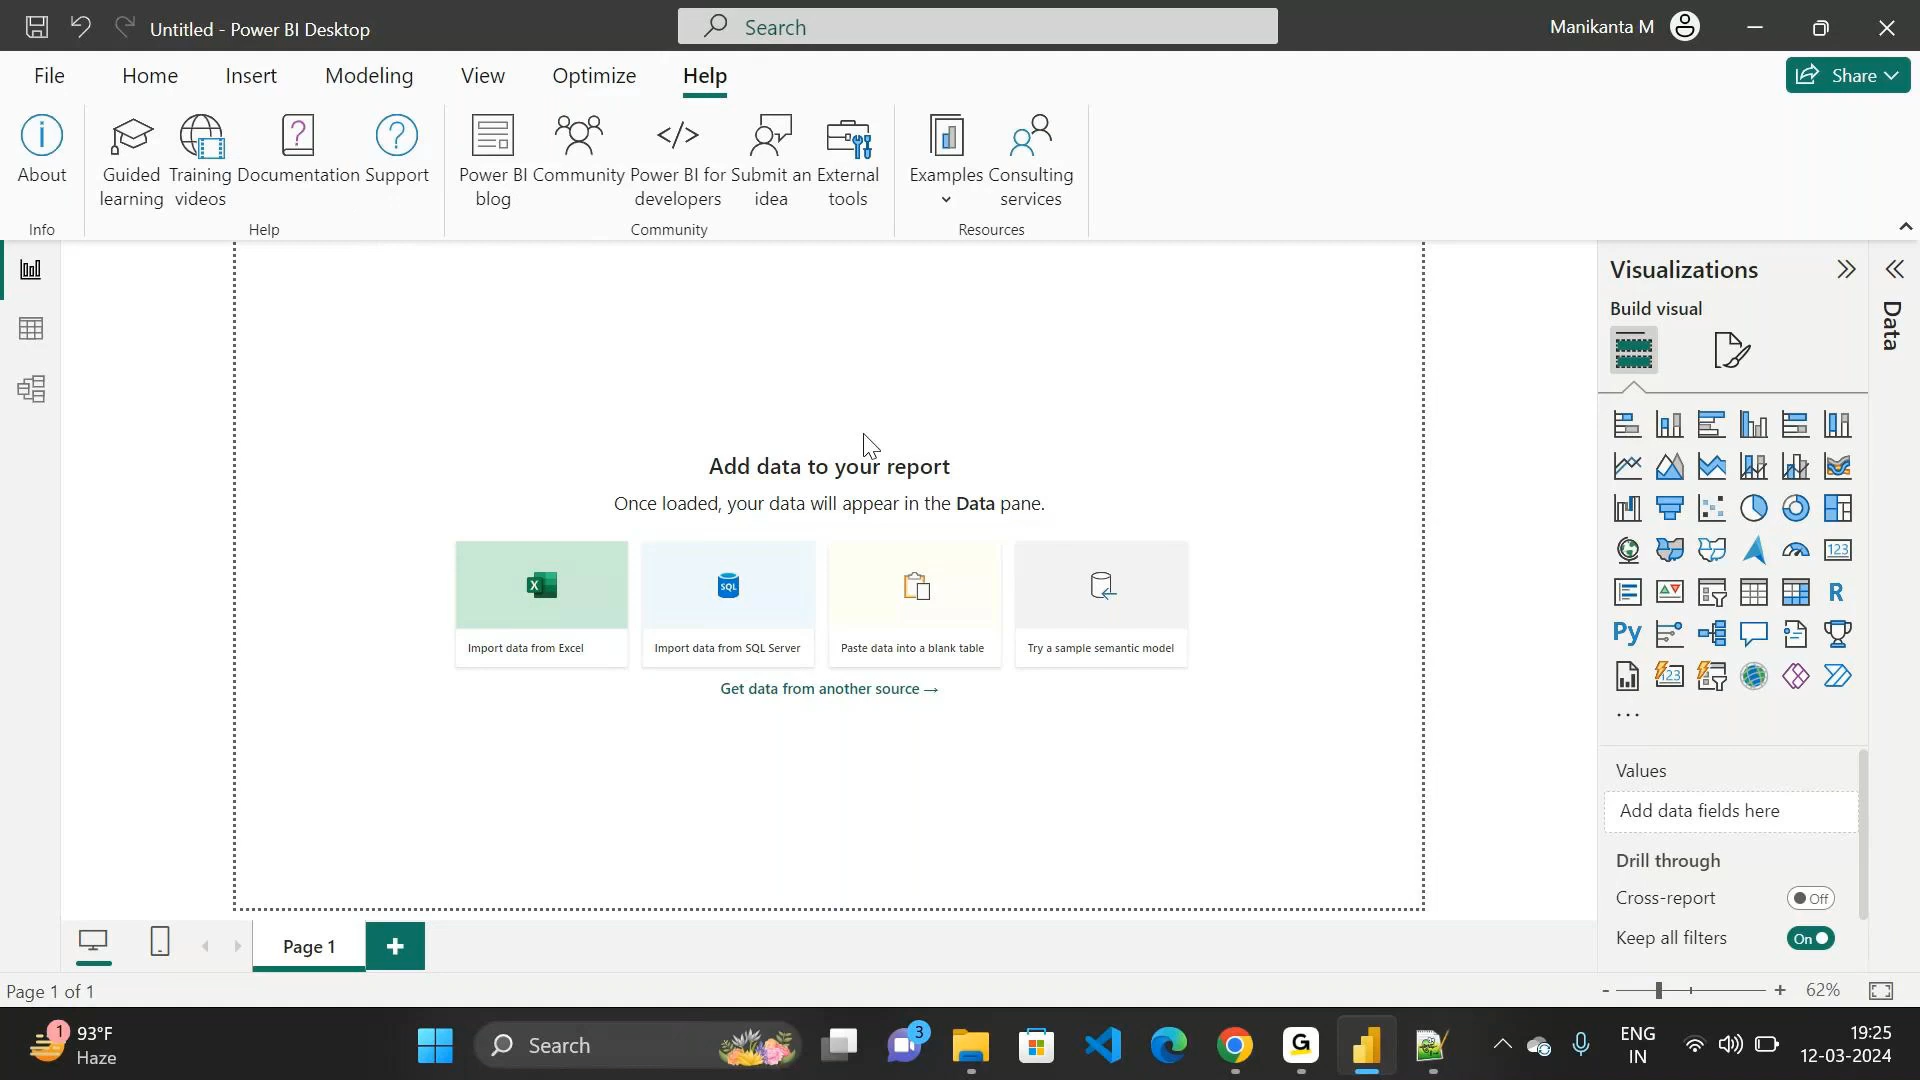 Untitled - Power BI Desktop
Search
Manikanta M
File
Home
Insert
Modeling
View
Optimize
Help
Share
About
Guided learning
Training videos
Documentation
Support
Power BI blog
Community
Power BI for developers
Submit an idea
External tools
Examples
Consulting services
Info
Help
Community
Resources
Visualizations
Data
Build visual
Add data to your report
Once loaded, your data will appear in the Data pane.
X
SQL
Import data from Excel
Import data from SQL Server
Paste data into a blank table
Try a sample semantic model
Get data from another source →
123
R
Py
123
...
Values
Add data fields here
Drill through
Cross-report
Off
Keep all filters
On
Page 1
+
Page 1 of 1
- + 62%
1
93°F
Haze
Search
3
G
ENG
IN
19:25
12-03-2024